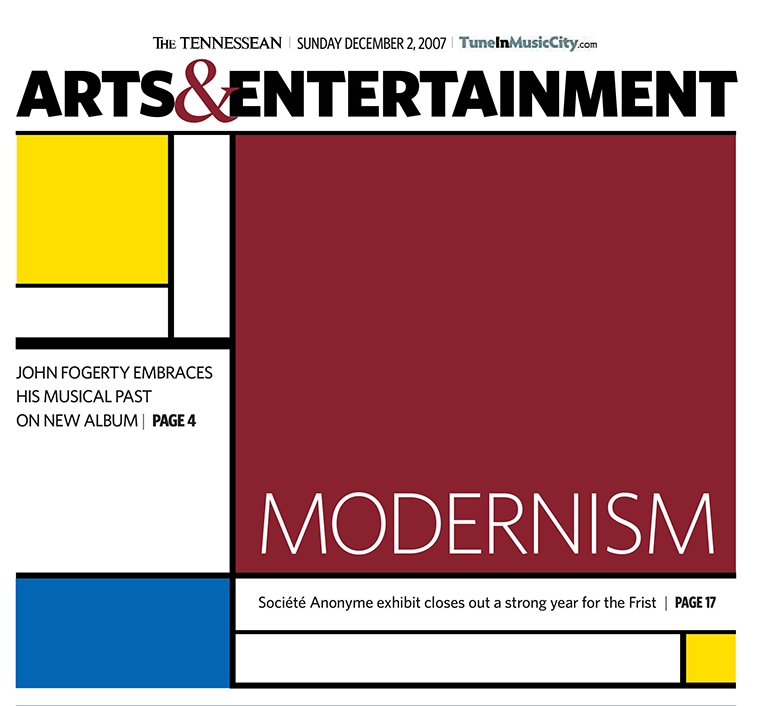 THE TENNESSEAN | SUNDAY DECEMBER 2, 2007 | TuneInMusicCity.com
ARTS&ENTERTAINMENT
JOHN FOGERTY EMBRACES
HIS MUSICAL PAST
ON NEW ALBUM | PAGE 4
MODERNISM
Société Anonyme exhibit closes out a strong year for the Frist | PAGE 17